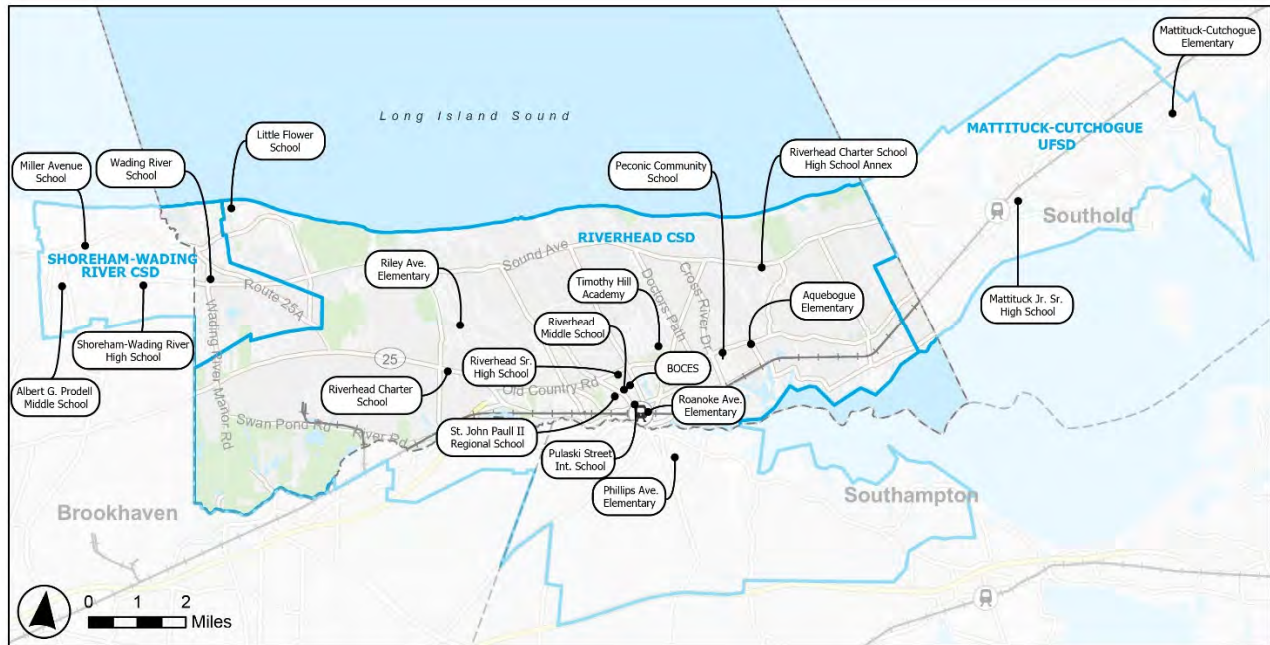 Mattituck-Cutchogue
Elementary
Long Island Sound
MATTITUCK-CUTCHOGUE
UFSD
Little Flower
School
Miller Avenue
School
Wading River
School
Peconic Community
School
Riverhead Charter School
High School Annex
Southold
SHOREHAM-WADING
RIVER CSD
RIVERHEAD CSD
Sound Ave
Riley Ave.
Elementary
Timothy Hill
Academy
Doctors Path
Cross River Dr
Route 25A
Wading River Manor Rd
Aquebogue
Elementary
Mattituck Jr. Sr.
High School
Shoreham-Wading River
High School
Riverhead
Middle School
25
Riverhead Sr.
High School
BOCES
Albert G. Prodell
Middle School
Riverhead Charter
School
Old Country Rd
Roanoke Ave.
Elementary
Swan Pond Rd
River Rd
St. John Paull II
Regional School
Pulaski Street
Int. School
Phillips Ave.
Elementary
Southampton
Brookhaven
0 1 2
Miles